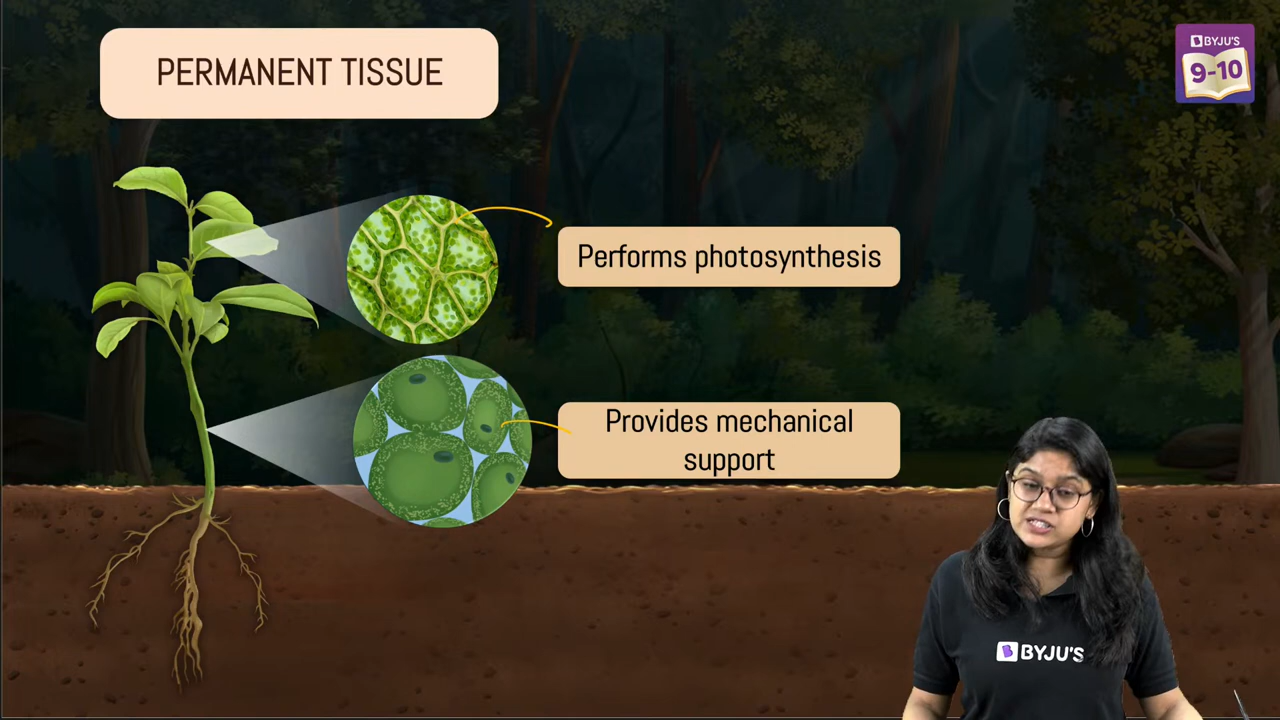 PERMANENT TISSUE
BYJU'S
9-10
Performs photosynthesis
Provides mechanical
support
BYJU'S